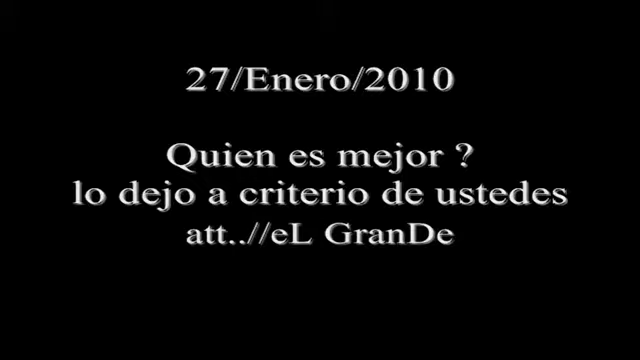 27/Enero/2010
Quien es mejor ?
lo dejo a criterio de ustedes
att..//eL GranDe